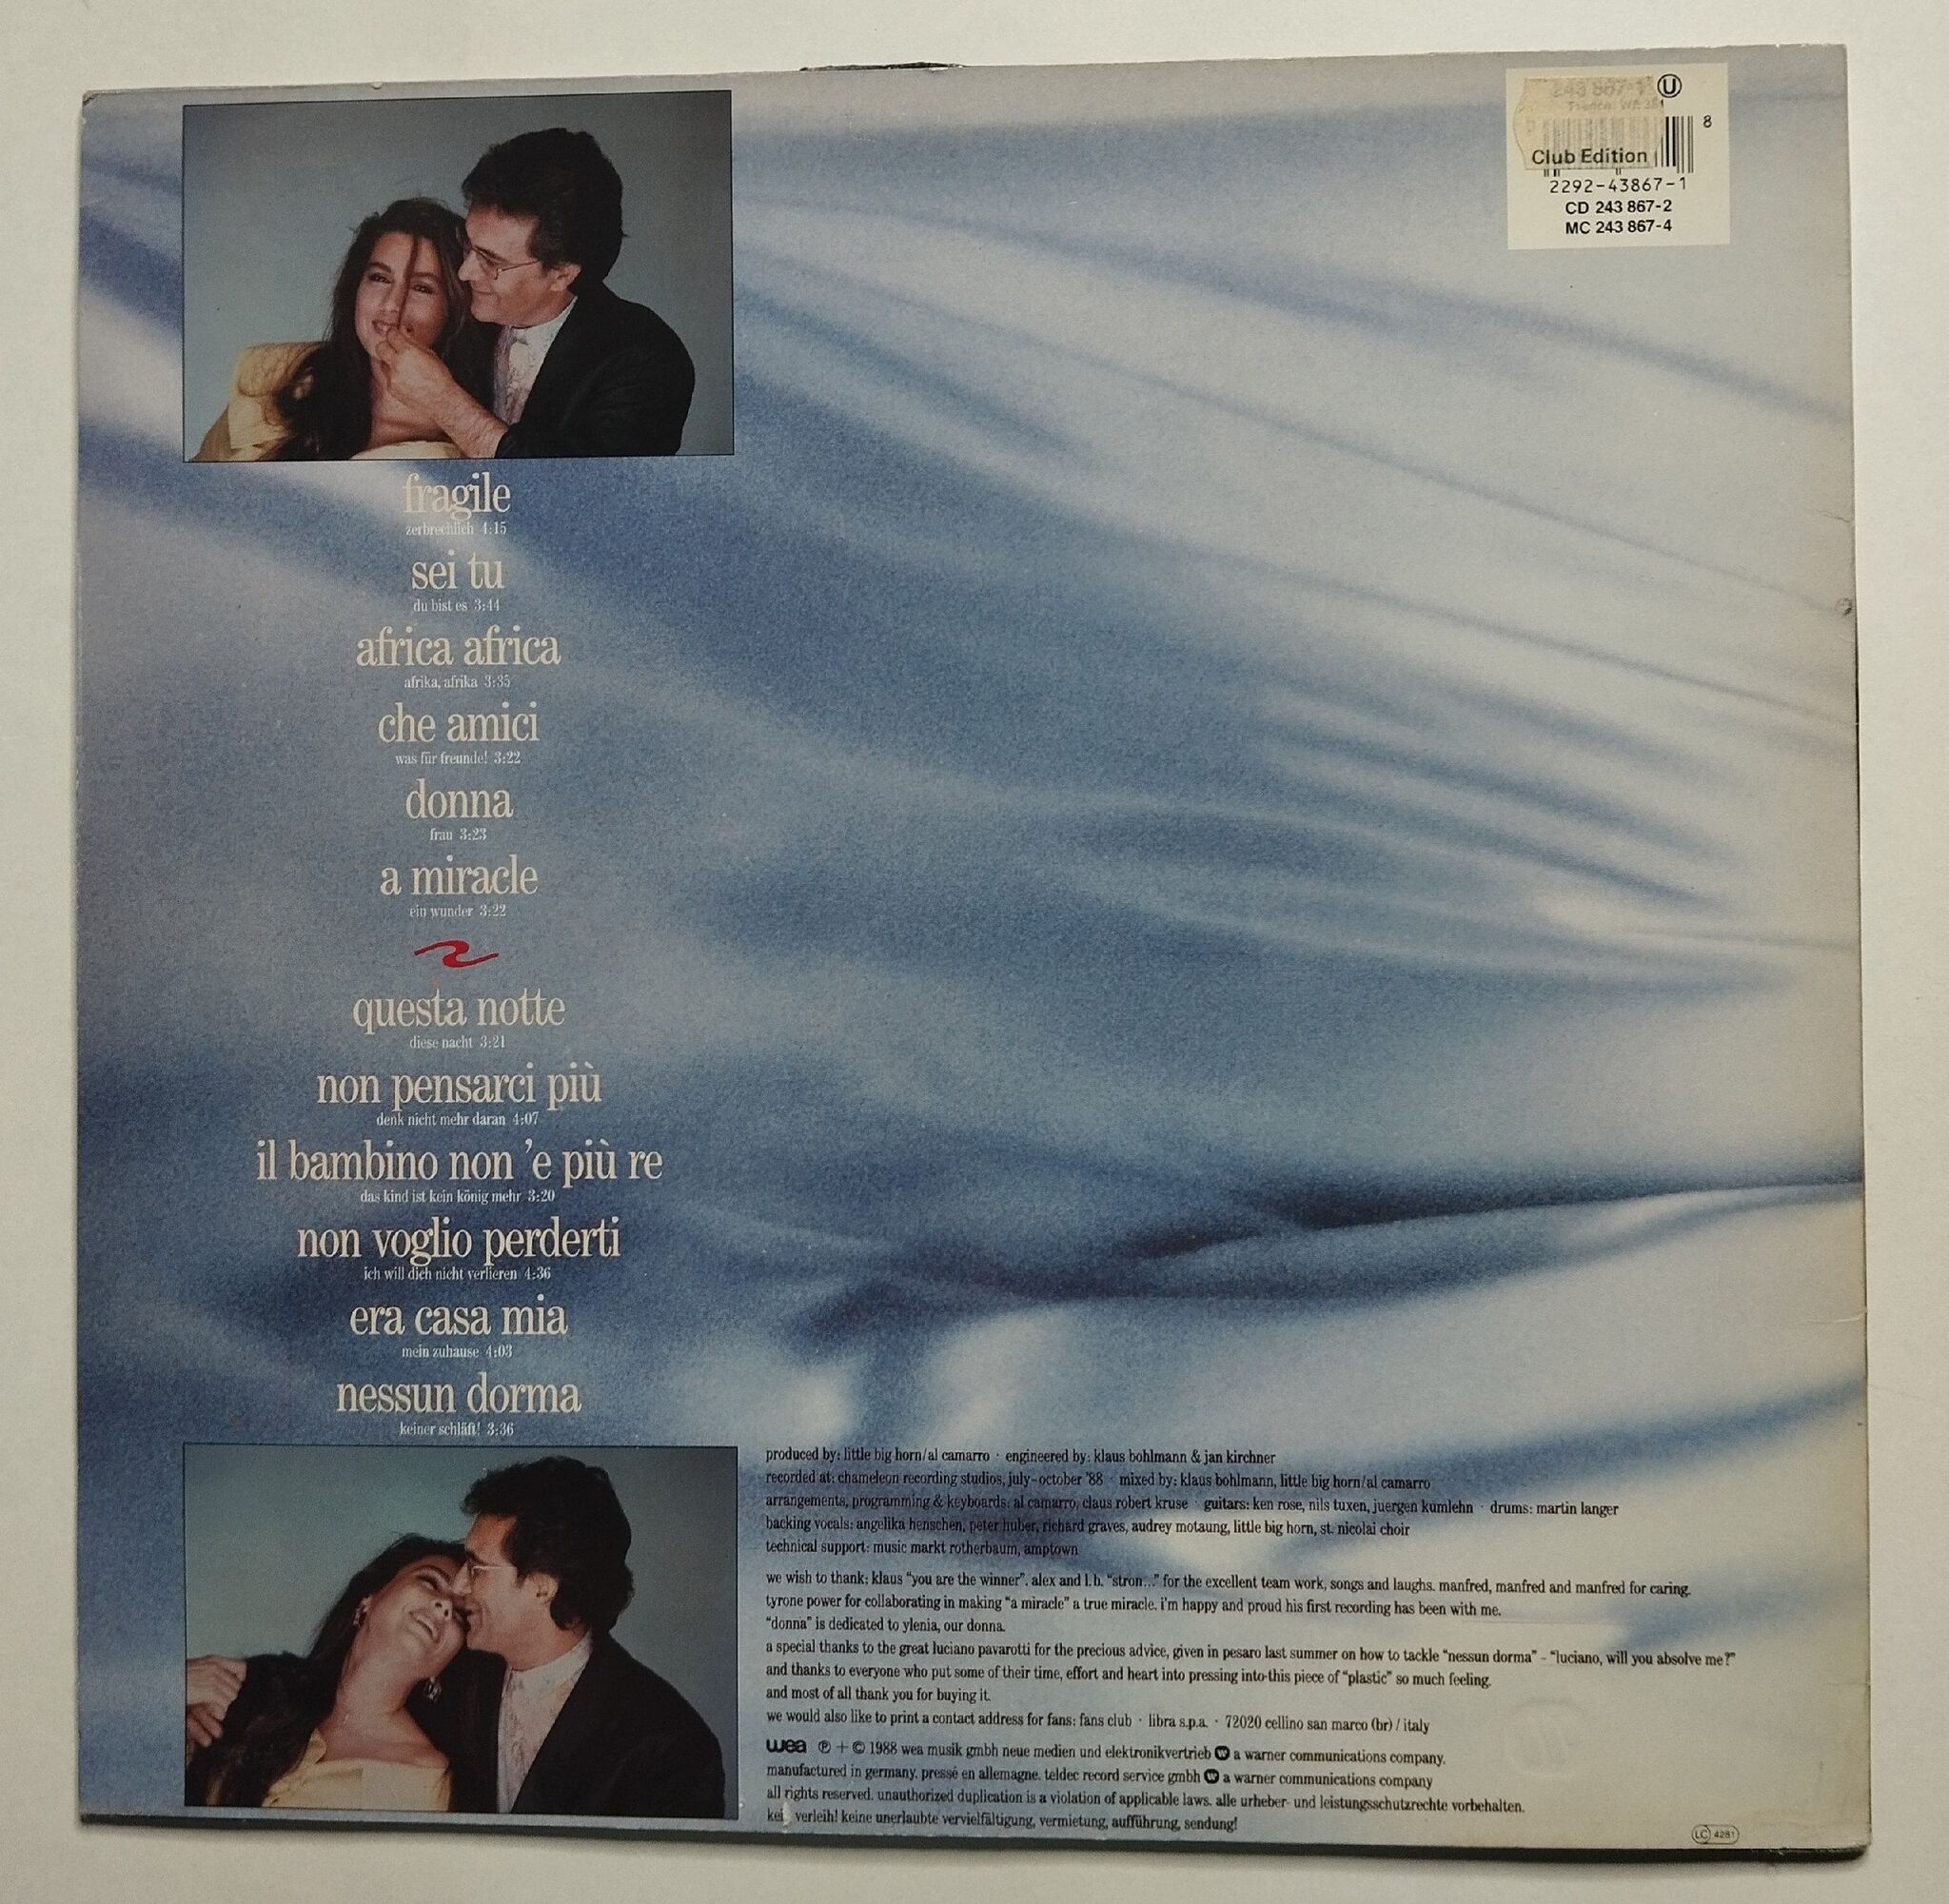 fragile
zerbrechlich 4:15
sei tu
du bist es 3:44
africa africa
afrika, afrika 3:35
che amici
was für freunde! 3:22
donna
frau 3:23
a miracle
ein wunder 3:22
questa notte
diese nacht 3:21
non pensarci più
denk nicht mehr daran 4:07
il bambino non 'e più re
das kind ist kein könig mehr 3:20
non voglio perderti
ich will dich nicht verlieren 4:36
era casa mia
mein zuhause 4:03
nessun dorma
keiner schläft! 3:36
U
8
Club Edition
2292-43867-1
CD 243 867-2
MC 243 867-4
produced by: little big horn/al camarro · engineered by: klaus bohlmann & jan kirchner
recorded at: chameleon recording studios, july-october '88 · mixed by: klaus bohlmann, little big horn/al camarro
arrangements, programming & keyboards: al camarro, claus robert kruse · guitars: ken rose, nils tuxen, juergen kumlehn · drums: martin langer
backing vocals: angelika henschen, peter huber, richard graves, audrey motaung, little big horn, st. nicolai choir
technical support: music markt rotherbaum, amptown
we wish to thank: klaus "you are the winner". alex and l.b. "stron..." for the excellent team work, songs and laughs. manfred, manfred and manfred for caring.
tyrone power for collaborating in making "a miracle" a true miracle. i'm happy and proud his first recording has been with me.
"donna" is dedicated to ylenia, our donna.
a special thanks to the great luciano pavarotti for the precious advice, given in pesaro last summer on how to tackle "nessun dorma" - "luciano, will you absolve me?"
and thanks to everyone who put some of their time, effort and heart into pressing into this piece of "plastic" so much feeling.
and most of all thank you for buying it.
we would also like to print a contact address for fans: fans club · libra s.p.a. · 72020 cellino san marco (br) / italy
wea ℗ + © 1988 wea musik gmbh neue medien und elektronikvertrieb w a warner communications company.
manufactured in germany. pressé en allemagne. teldec record service gmbh w a warner communications company
all rights reserved. unauthorized duplication is a violation of applicable laws. alle urheber- und leistungsschutzrechte vorbehalten.
verleih! keine unerlaubte vervielfältigung, vermietung, aufführung, sendung!
LC 4281